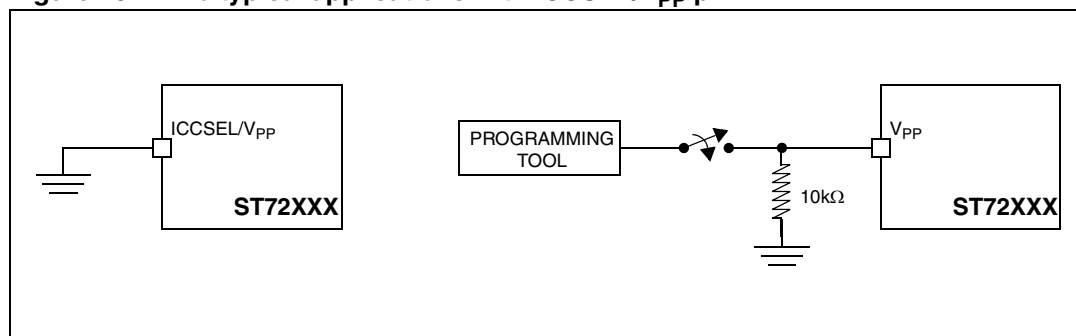 ICCSEL/VPP
ST72XXX
PROGRAMMING
TOOL
VPP
10kΩ
ST72XXX